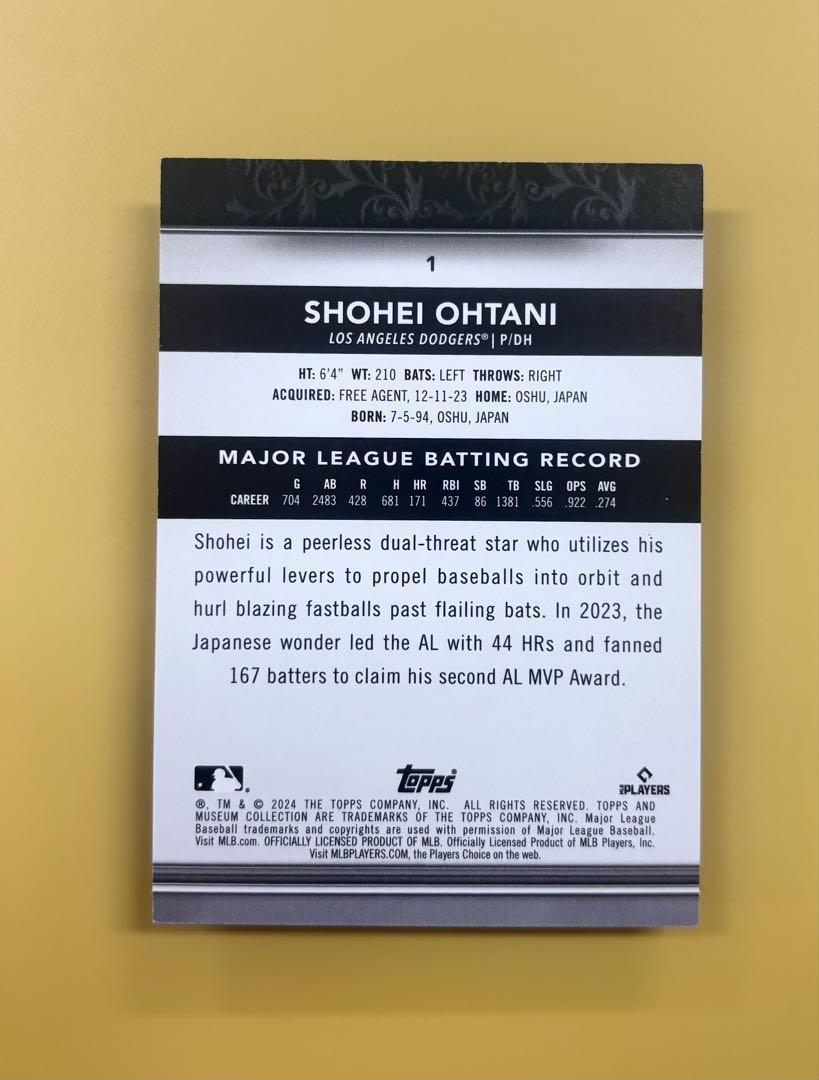 1
SHOHEI OHTANI
LOS ANGELES DODGERS® | P/DH
HT: 6'4" WT: 210 BATS: LEFT THROWS: RIGHT
ACQUIRED: FREE AGENT, 12-11-23 HOME: OSHU, JAPAN
BORN: 7-5-94, OSHU, JAPAN
MAJOR LEAGUE BATTING RECORD
G AB R H HR RBI SB TB SLG OPS AVG
CAREER 704 2483 428 681 171 437 86 1381 .556 .922 .274
Shohei is a peerless dual-threat star who utilizes his
powerful levers to propel baseballs into orbit and
hurl blazing fastballs past flailing bats. In 2023, the
Japanese wonder led the AL with 44 HRs and fanned
167 batters to claim his second AL MVP Award.
® topps® MLB PLAYERS
®, TM & © 2024 THE TOPPS COMPANY, INC. ALL RIGHTS RESERVED. TOPPS AND
MUSEUM COLLECTION ARE TRADEMARKS OF THE TOPPS COMPANY, INC. Major League
Baseball trademarks and copyrights are used with permission of Major League Baseball.
Visit MLB.com. OFFICIALLY LICENSED PRODUCT OF MLB. Officially Licensed Product of MLB Players, Inc.
Visit MLBPLAYERS.COM, the Players Choice on the web.